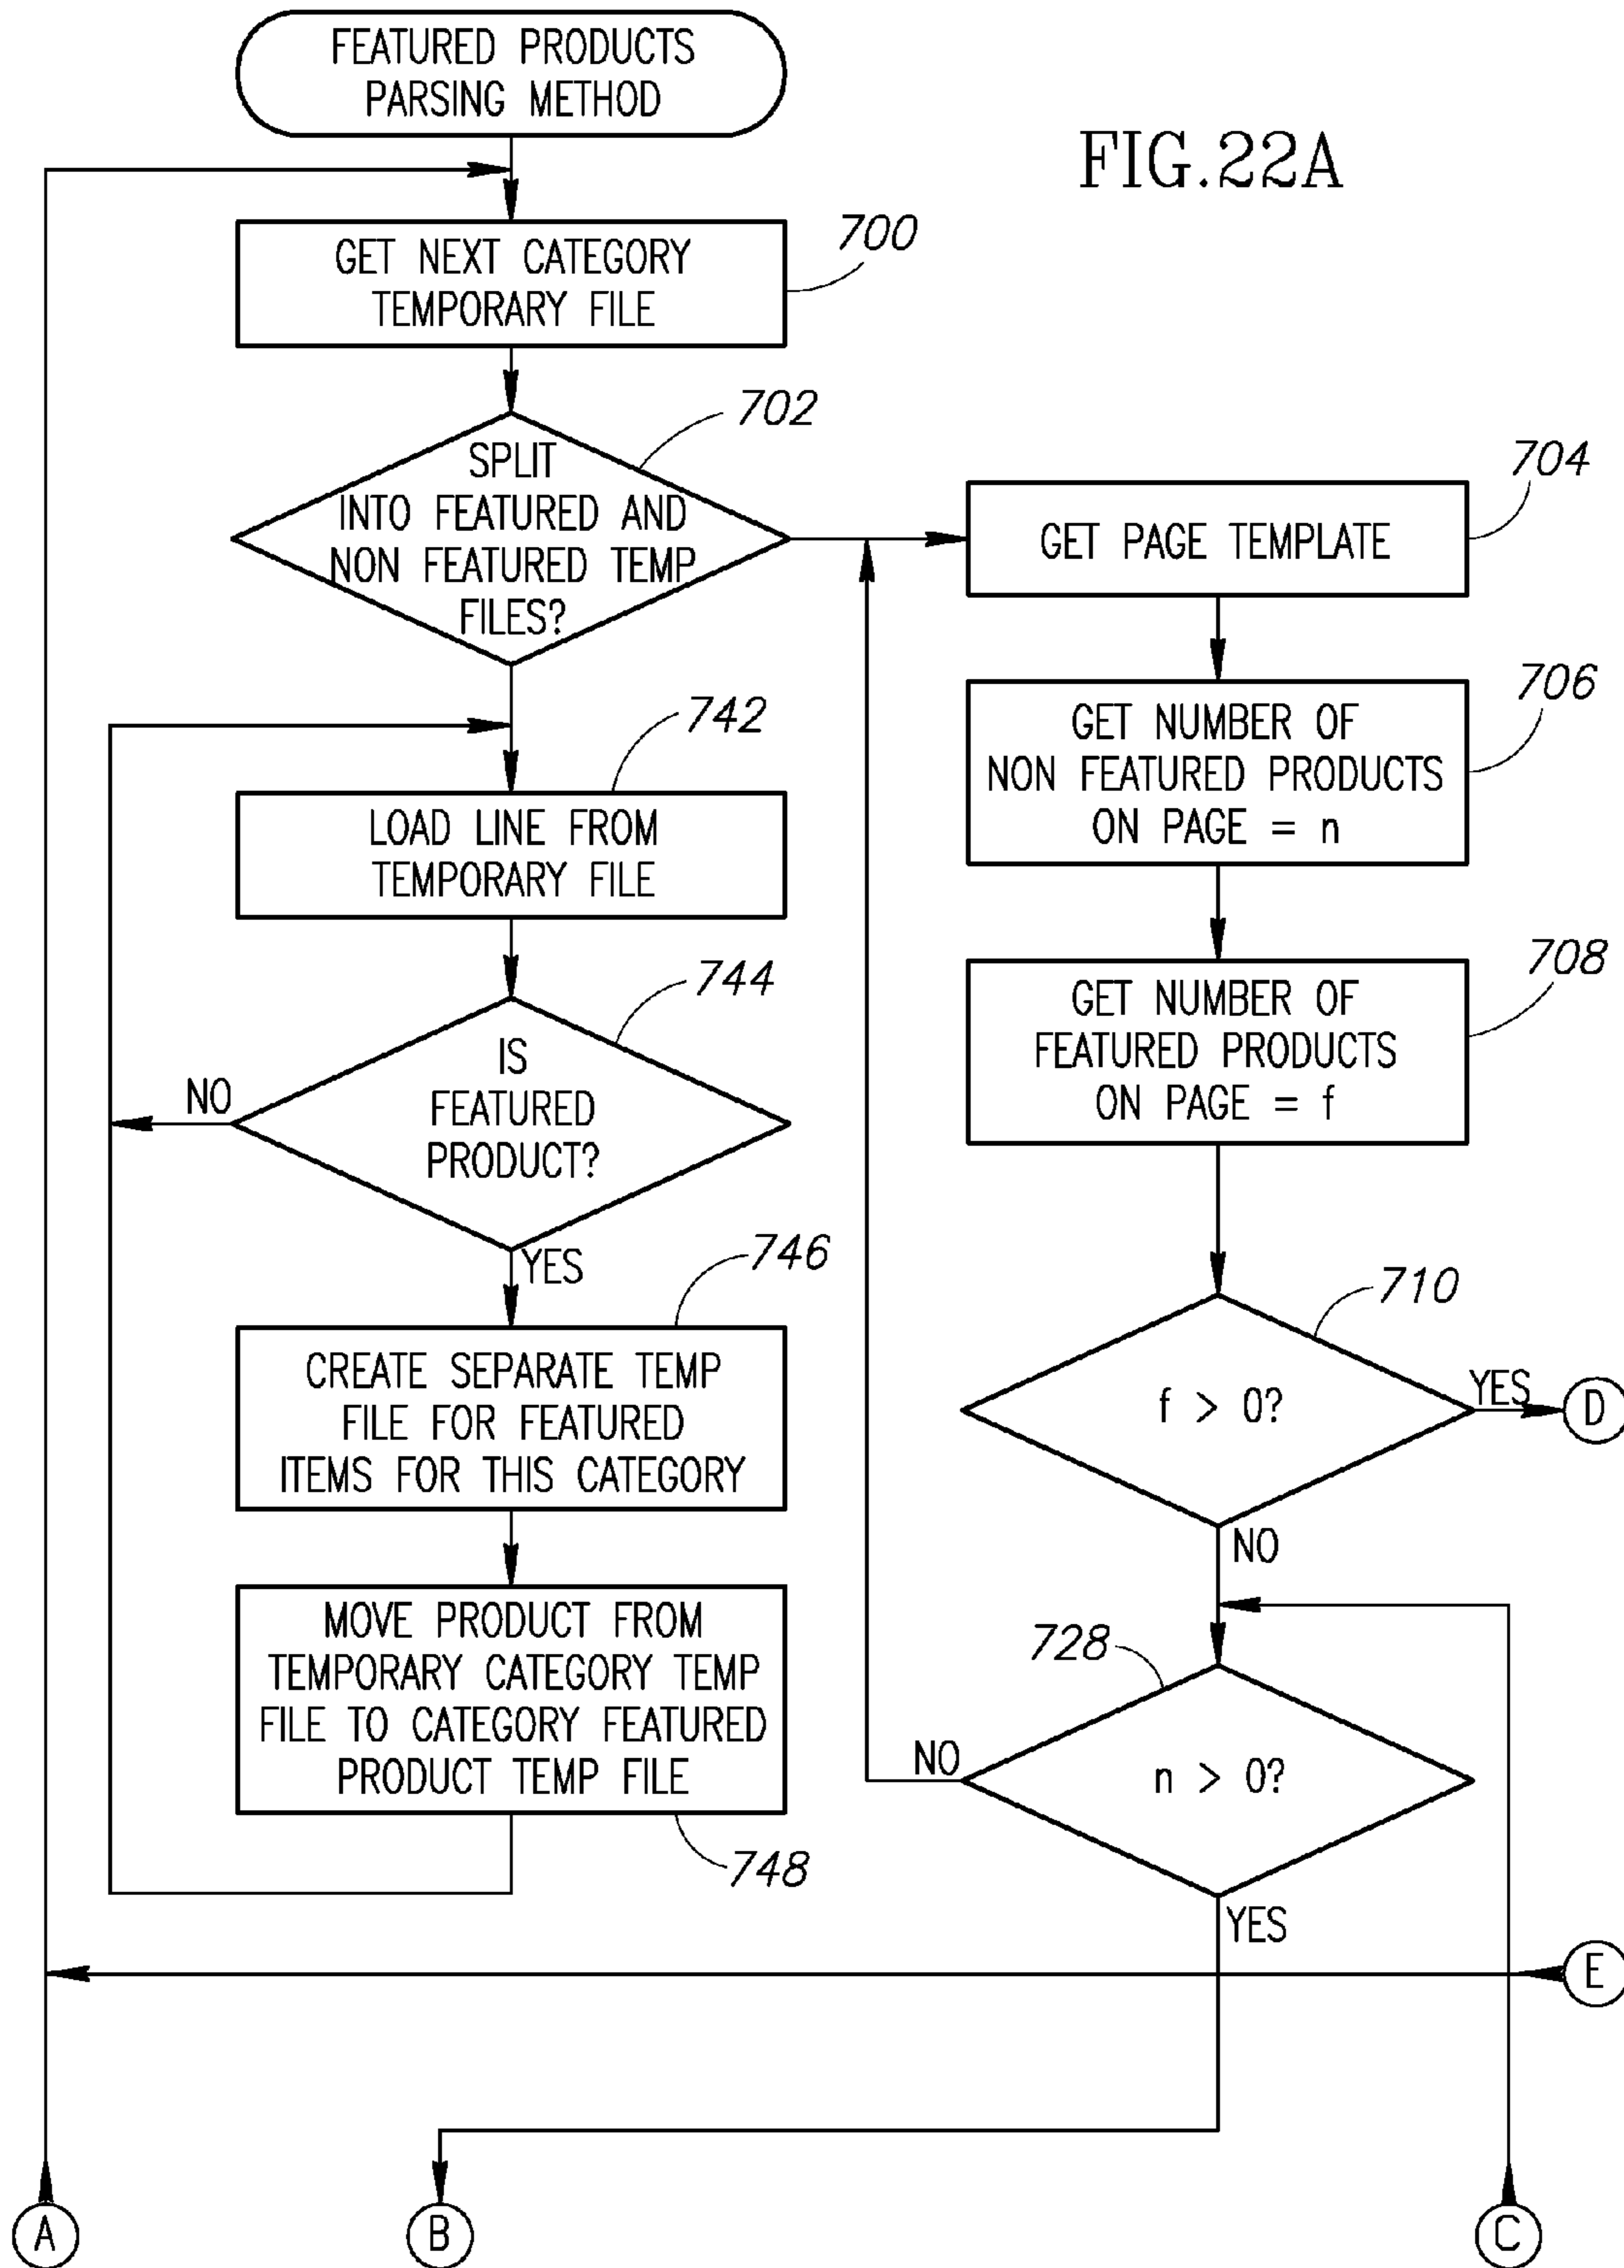 FEATURED PRODUCTS
PARSING METHOD
FIG.22A
GET NEXT CATEGORY
TEMPORARY FILE
700
SPLIT
INTO FEATURED AND
NON FEATURED TEMP
FILES?
702
LOAD LINE FROM
TEMPORARY FILE
742
IS
FEATURED
PRODUCT?
744
NO
YES
CREATE SEPARATE TEMP
FILE FOR FEATURED
ITEMS FOR THIS CATEGORY
746
MOVE PRODUCT FROM
TEMPORARY CATEGORY TEMP
FILE TO CATEGORY FEATURED
PRODUCT TEMP FILE
748
GET PAGE TEMPLATE
704
GET NUMBER OF
NON FEATURED PRODUCTS
ON PAGE = n
706
GET NUMBER OF
FEATURED PRODUCTS
ON PAGE = f
708
f > 0?
710
YES
D
NO
n > 0?
728
NO
YES
E
A
B
C